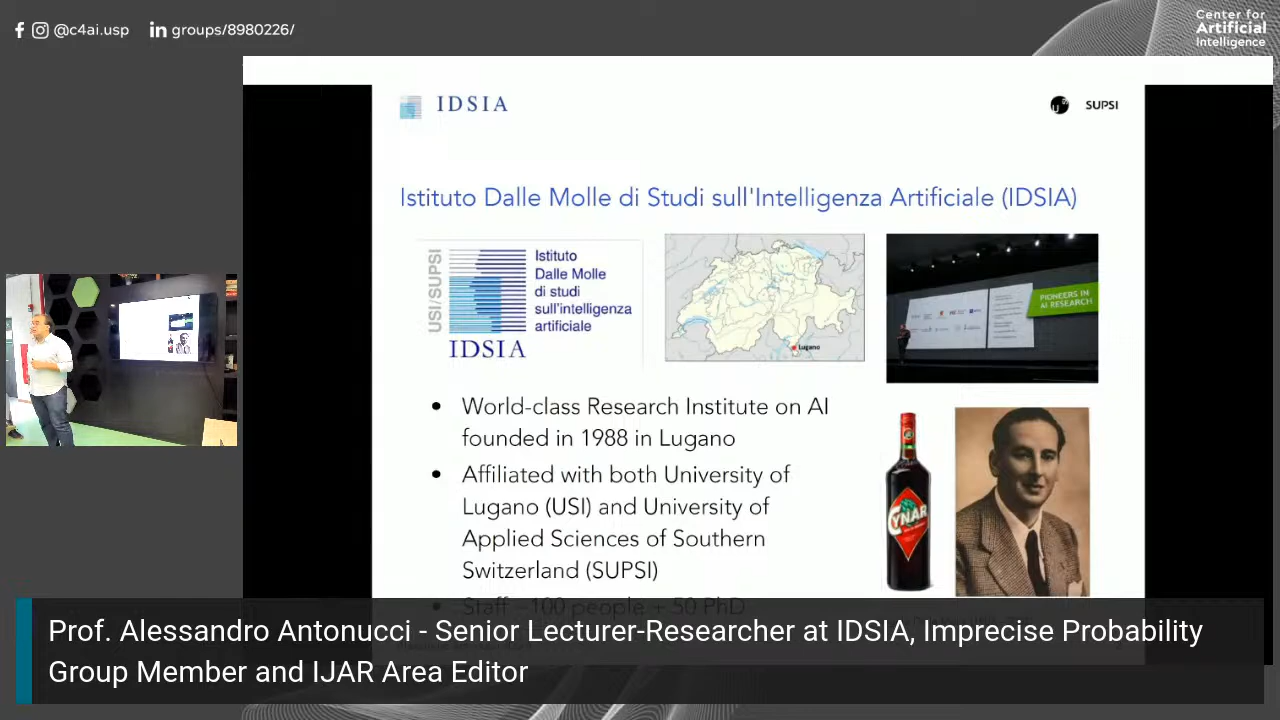 @c4ai.usp groups/8980226/
Center for
Artificial
Intelligence
IDSIA
SUPSI
Istituto Dalle Molle di Studi sull'Intelligenza Artificiale (IDSIA)
USI/SUPSI
Istituto
Dalle Molle
di studi
sull'intelligenza
artificiale
IDSIA
Lugano
PIONEERS IN
AI RESEARCH
• World-class Research Institute on AI
founded in 1988 in Lugano
• Affiliated with both University of
Lugano (USI) and University of
Applied Sciences of Southern
Switzerland (SUPSI)
CYNAR
• Staff ~100 people + 50 PhD
Prof. Alessandro Antonucci - Senior Lecturer-Researcher at IDSIA, Imprecise Probability
Group Member and IJAR Area Editor